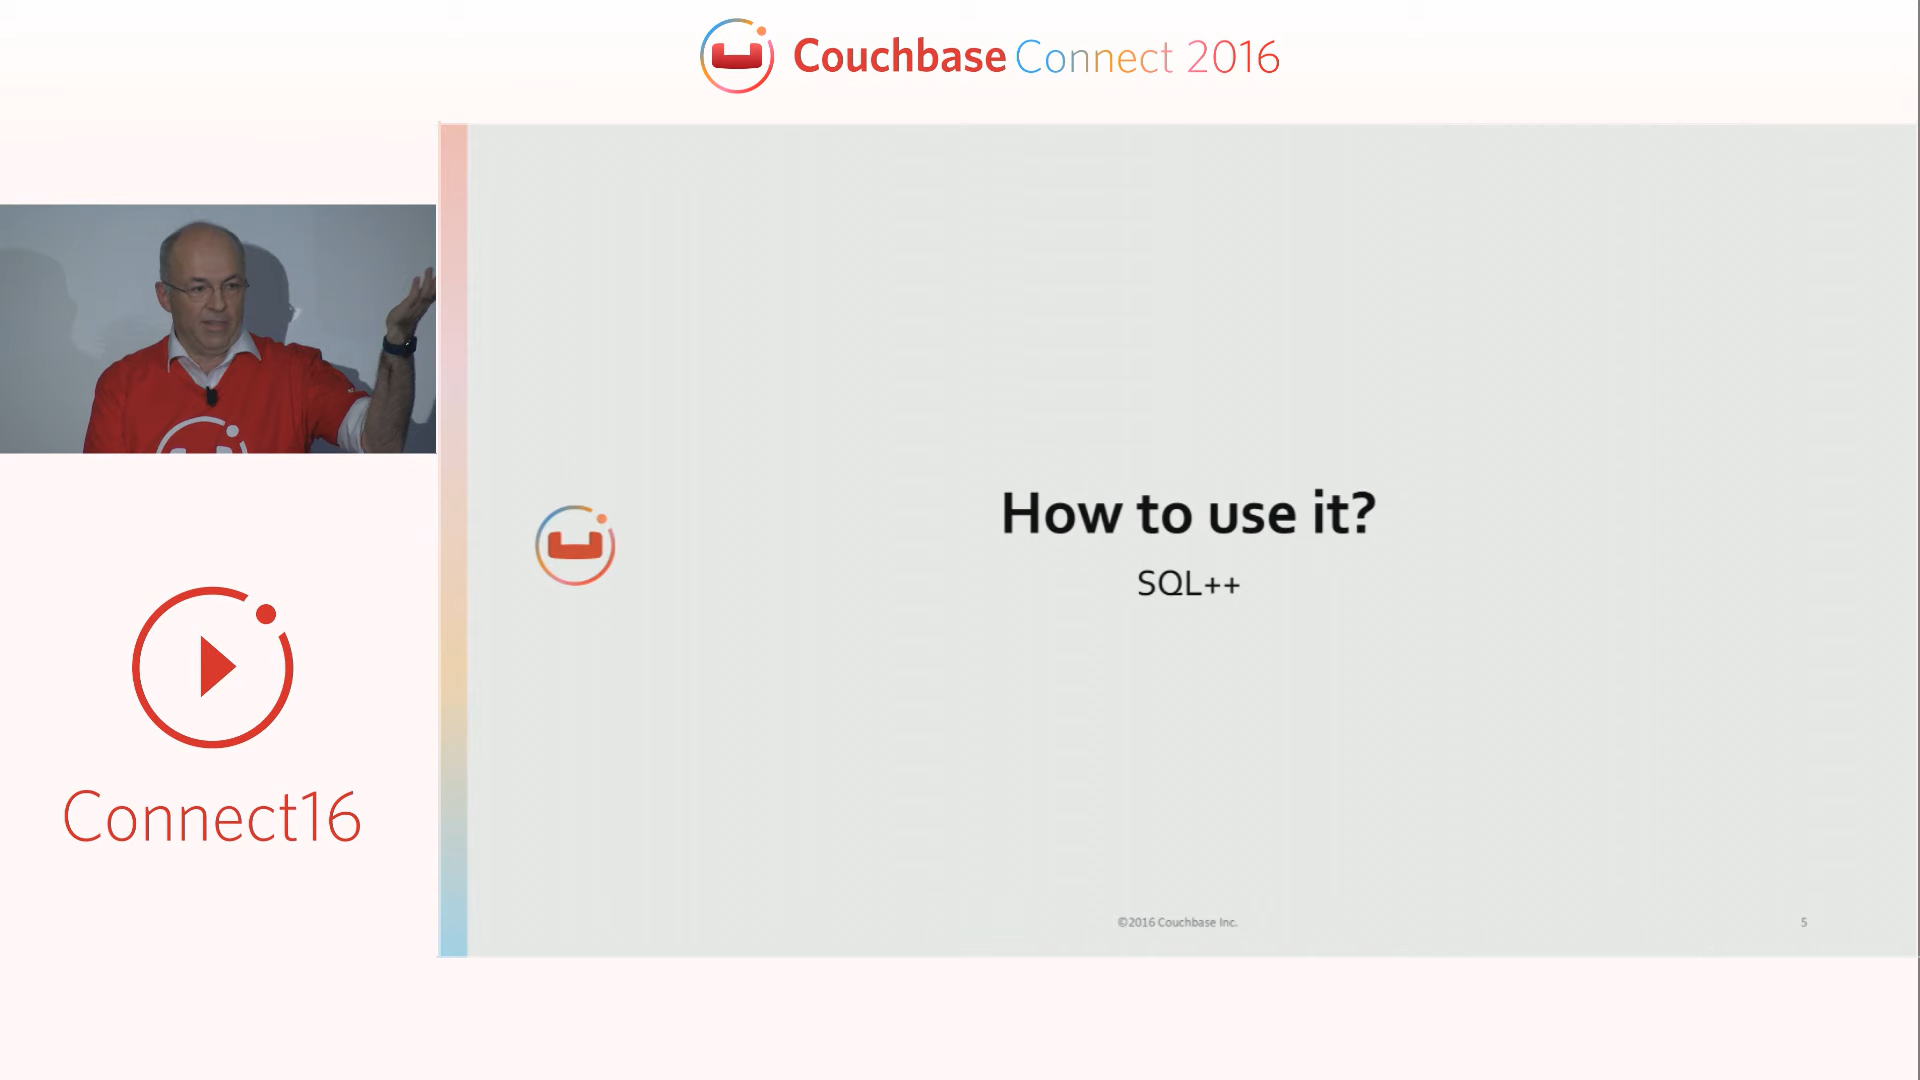 Couchbase Connect 2016
How to use it?
SQL++
Connect16
©2016 Couchbase Inc.
5